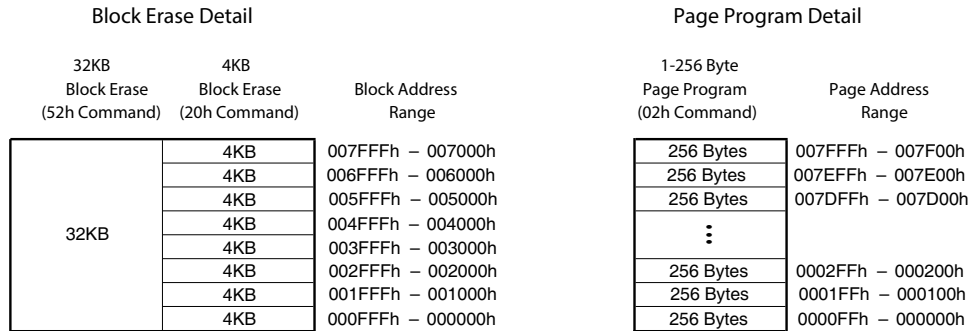 Block Erase Detail
Page Program Detail
32KB
Block Erase
(52h Command)
4KB
Block Erase
(20h Command)
Block Address
Range
1-256 Byte
Page Program
(02h Command)
Page Address
Range
32KB
4KB 007FFFh – 007000h
4KB 006FFFh – 006000h
4KB 005FFFh – 005000h
4KB 004FFFh – 004000h
4KB 003FFFh – 003000h
4KB 002FFFh – 002000h
4KB 001FFFh – 001000h
4KB 000FFFh – 000000h
256 Bytes 007FFFh – 007F00h
256 Bytes 007EFFh – 007E00h
256 Bytes 007DFFh – 007D00h
256 Bytes 0002FFh – 000200h
256 Bytes 0001FFh – 000100h
256 Bytes 0000FFh – 000000h